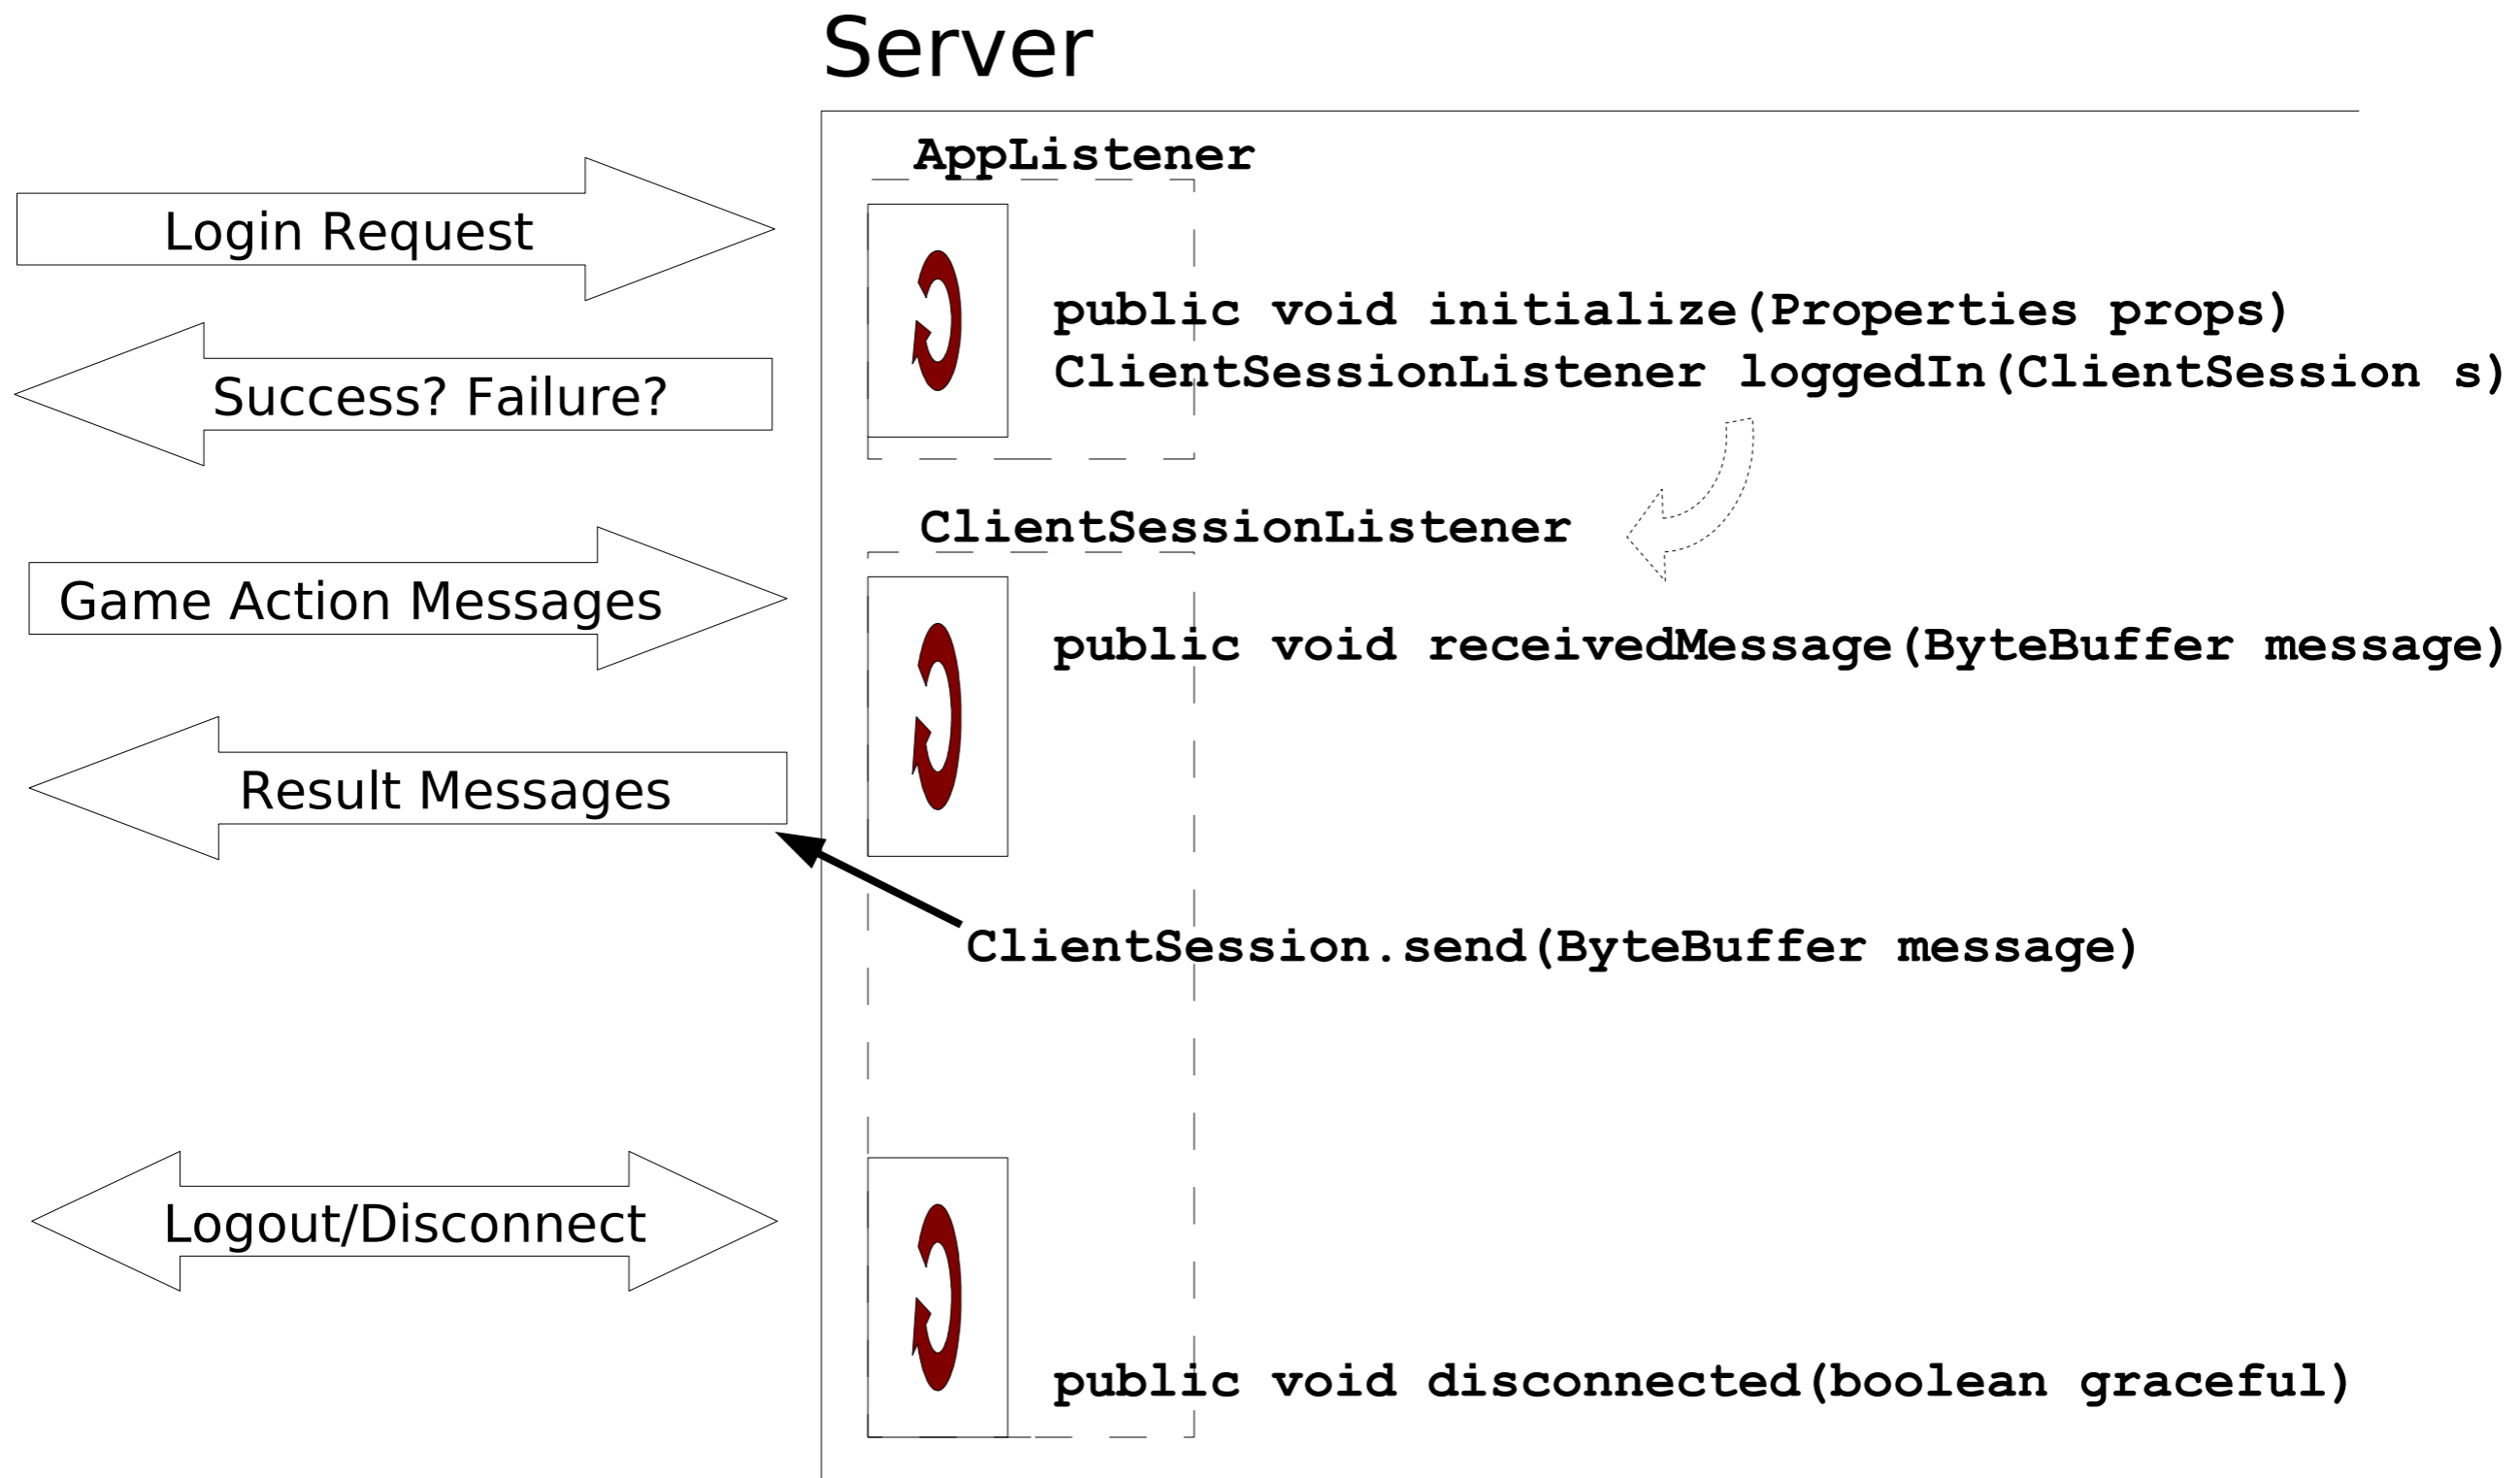 Server
AppListener
Login Request
public void initialize(Properties props)
ClientSessionListener loggedIn(ClientSession s)
Success? Failure?
ClientSessionListener
Game Action Messages
public void receivedMessage(ByteBuffer message)
Result Messages
ClientSession.send(ByteBuffer message)
Logout/Disconnect
public void disconnected(boolean graceful)